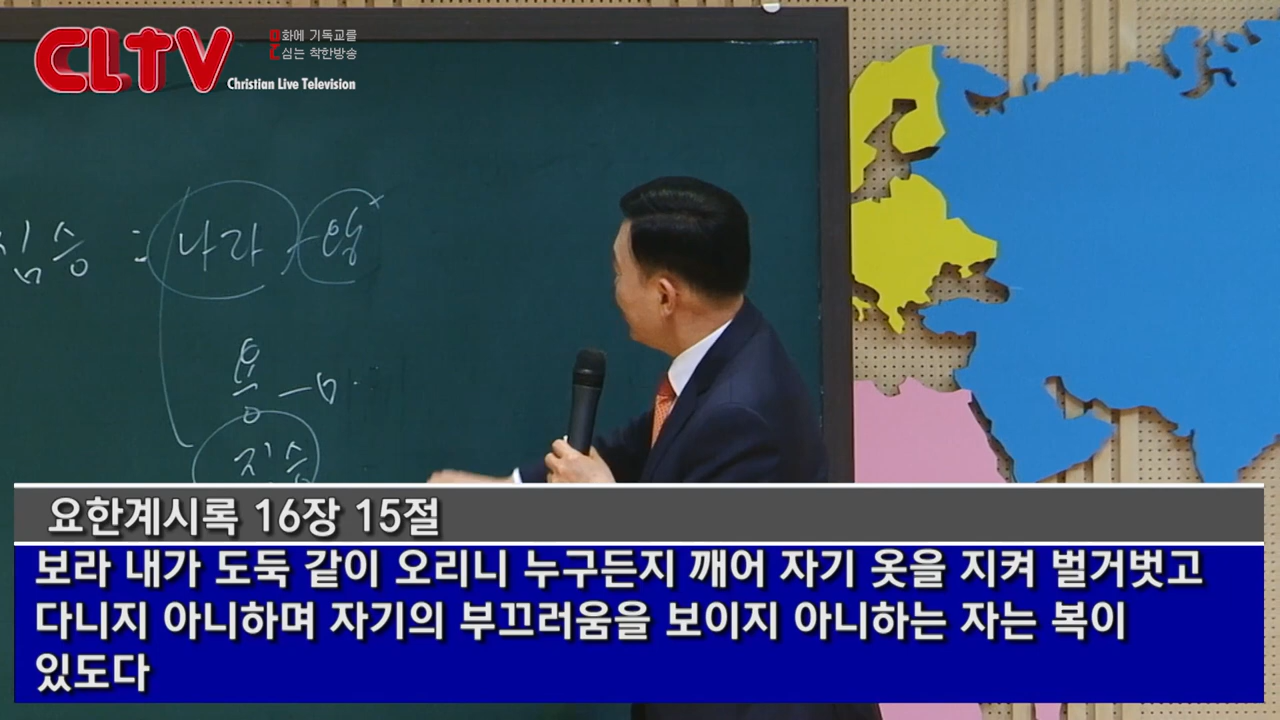 CLTV
문화에 기독교를
심는 착한방송
Christian Live Television
짐승 : 나라,
용
짐승
요한계시록 16장 15절
보라 내가 도둑 같이 오리니 누구든지 깨어 자기 옷을 지켜 벌거벗고
다니지 아니하며 자기의 부끄러움을 보이지 아니하는 자는 복이
있도다